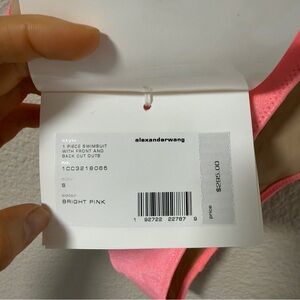 style
1 PIECE SWIMSUIT
WITH FRONT AND
BACK CUT OUTS
1CC3218065
S
BRIGHT PINK
alexanderwang
1 92722 22787 9
price
$295.00